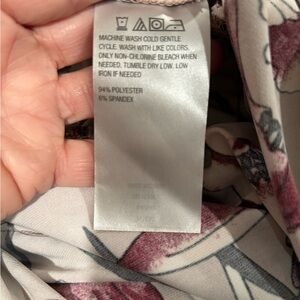 MACHINE WASH COLD GENTLE
CYCLE. WASH WITH LIKE COLORS.
ONLY NON-CHLORINE BLEACH WHEN
NEEDED. TUMBLE DRY LOW. LOW
IRON IF NEEDED
94% POLYESTER
6% SPANDEX